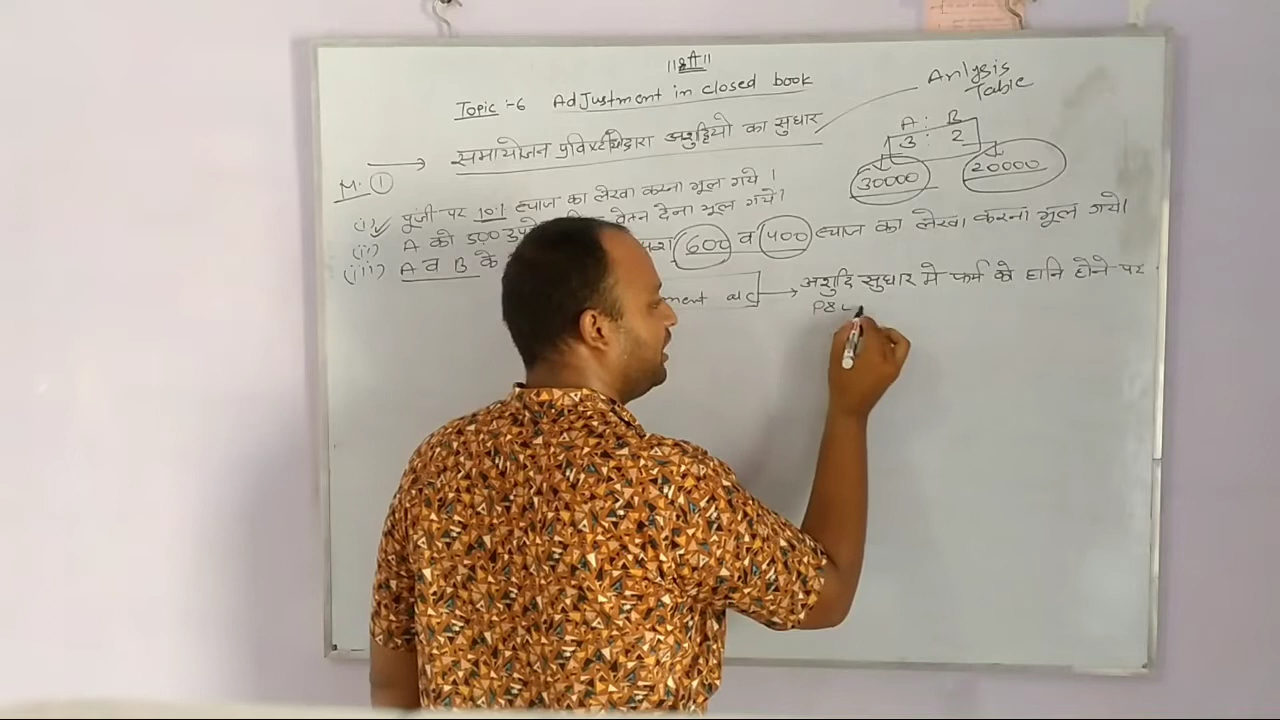 ॥श्री॥
Topic :-6 Adjustment in closed book
Anlysis
Table
समायोजन प्रविष्टी द्वारा अशुद्दियो का सुधार
A : B
3 : 2
30000 20000
M. ①
(i) पूंजी पर 10% ब्याज का लेखा करना भूल गये ।
(ii) A को 500 वेतन देना भूल गये।
(iii) A व B के 600 व 400 ब्याज का लेखा करना भूल गये।
ment a/c → अशुदि सुधार मे फर्म को हानि होने पर
P&L